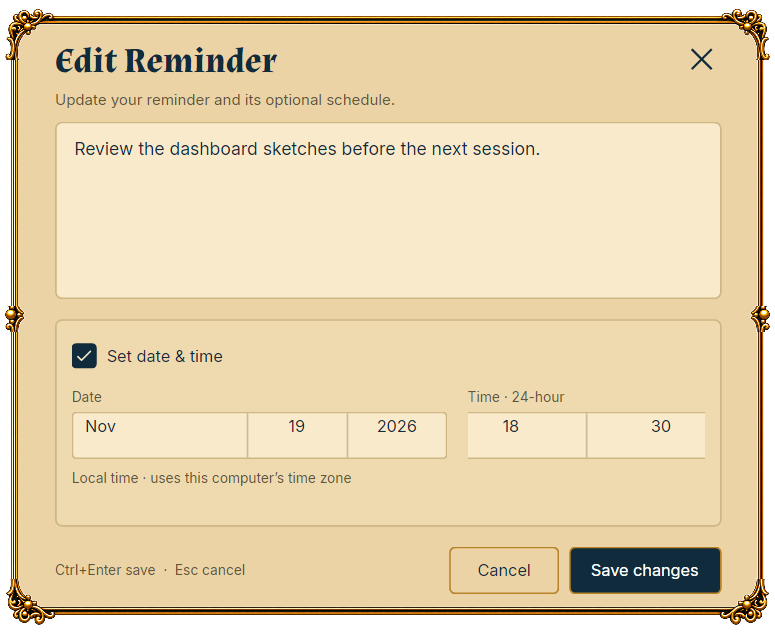 Edit Reminder
Update your reminder and its optional schedule.
Review the dashboard sketches before the next session.
Set date & time
Date
Time · 24-hour
Nov 19 2026
18 30
Local time · uses this computer’s time zone
Ctrl+Enter save · Esc cancel
Cancel
Save changes